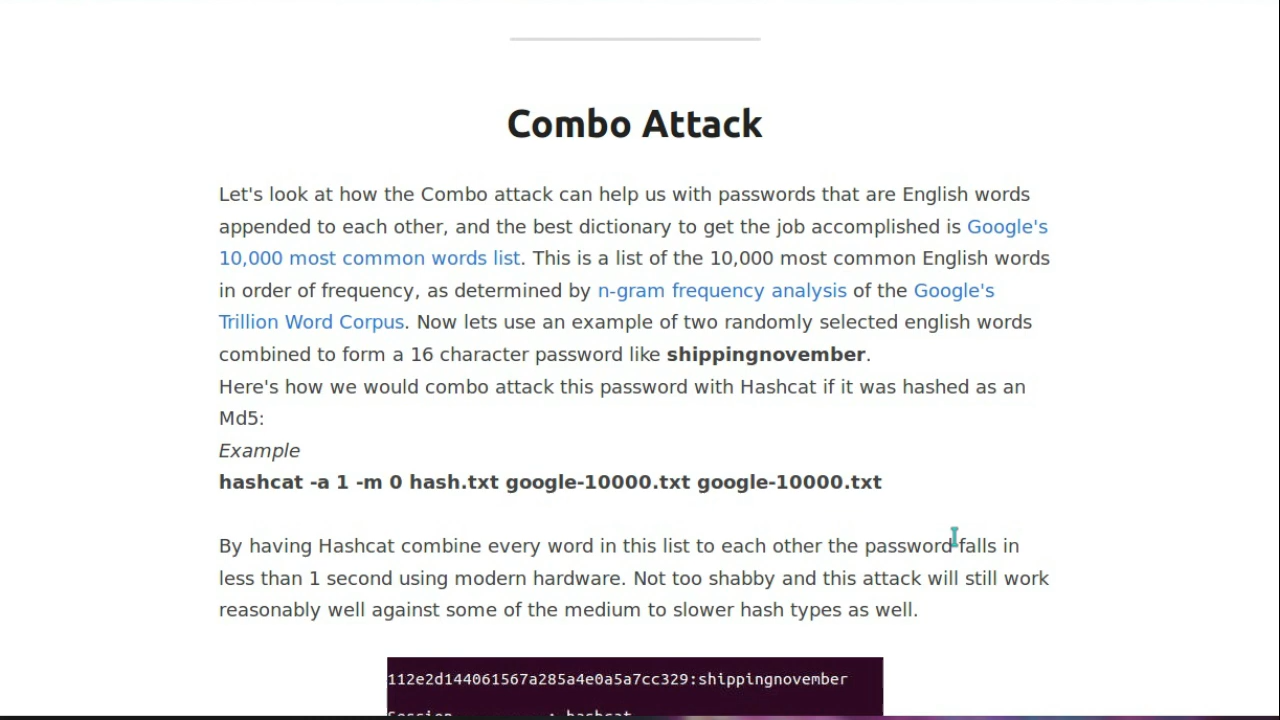 Combo Attack
Let's look at how the Combo attack can help us with passwords that are English words
appended to each other, and the best dictionary to get the job accomplished is Google's
10,000 most common words list. This is a list of the 10,000 most common English words
in order of frequency, as determined by n-gram frequency analysis of the Google's
Trillion Word Corpus. Now lets use an example of two randomly selected english words
combined to form a 16 character password like shippingnovember.
Here's how we would combo attack this password with Hashcat if it was hashed as an
Md5:
Example
hashcat -a 1 -m 0 hash.txt google-10000.txt google-10000.txt
By having Hashcat combine every word in this list to each other the password falls in
less than 1 second using modern hardware. Not too shabby and this attack will still work
reasonably well against some of the medium to slower hash types as well.
112e2d144061567a285a4e0a5a7cc329:shippingnovember
Session..........: hashcat